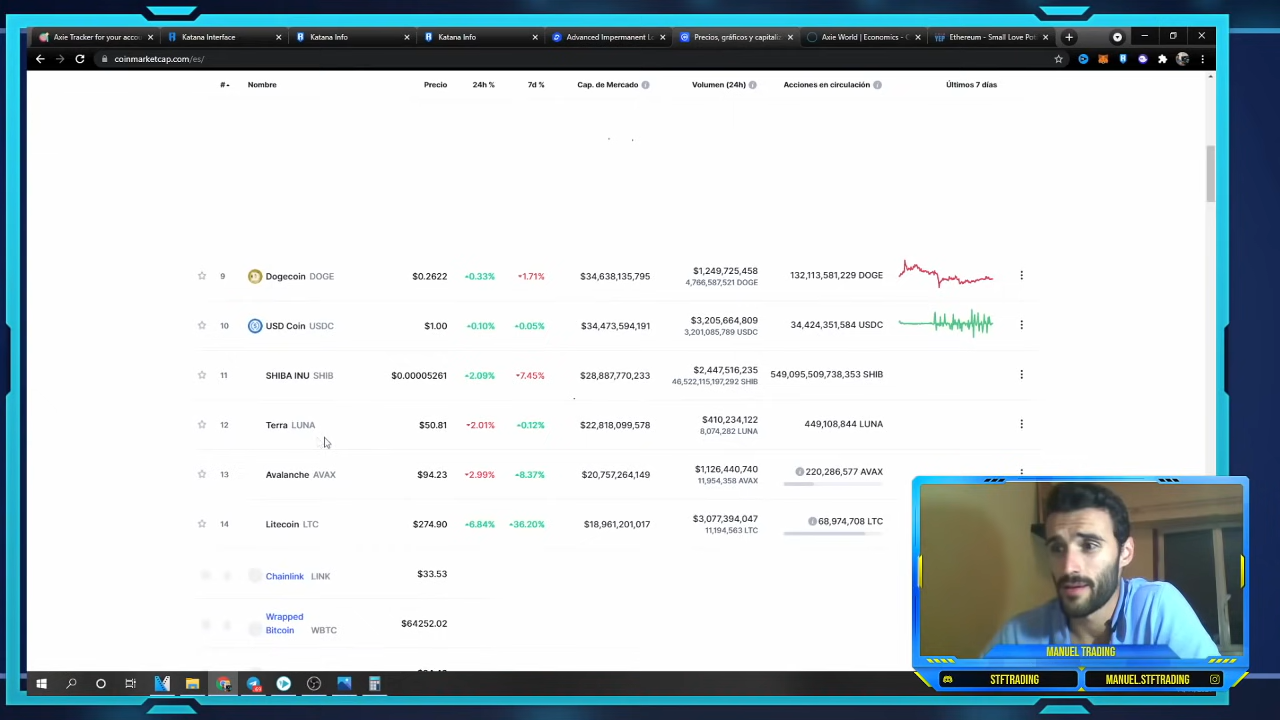 Axie Tracker for your accou
Katana Interface
Katana Info
Katana Info
Advanced Impermanent Lo
Precios, gráficos y capitaliz
Axie World | Economics - C
Ethereum - Small Love Pot
coinmarketcap.com/es/
# Nombre Precio 24h % 7d % Cap. de Mercado Volumen (24h) Acciones en circulación Últimos 7 días
9 Dogecoin DOGE $0.2622 0.33% 1.71% $34,638,135,795 $1,249,725,458 132,113,581,229 DOGE
4,766,587,521 DOGE
10 USD Coin USDC $1.00 0.10% 0.05% $34,473,594,191 $3,205,664,809 34,424,351,584 USDC
3,201,085,789 USDC
11 SHIBA INU SHIB $0.00005261 2.09% 7.45% $28,887,770,233 $2,447,516,235 549,095,509,738,353 SHIB
46,522,115,197,292 SHIB
12 Terra LUNA $50.81 2.01% 0.12% $22,818,099,578 $410,234,122 449,108,844 LUNA
8,074,282 LUNA
13 Avalanche AVAX $94.23 2.99% 8.37% $20,757,264,149 $1,126,440,740 220,286,577 AVAX
11,954,358 AVAX
14 Litecoin LTC $274.90 6.84% 36.20% $18,961,201,017 $3,077,394,047 68,974,708 LTC
11,194,563 LTC
Chainlink LINK $33.53
Wrapped
Bitcoin WBTC $64252.02
MANUEL TRADING
STFTRADING
MANUEL.STFTRADING